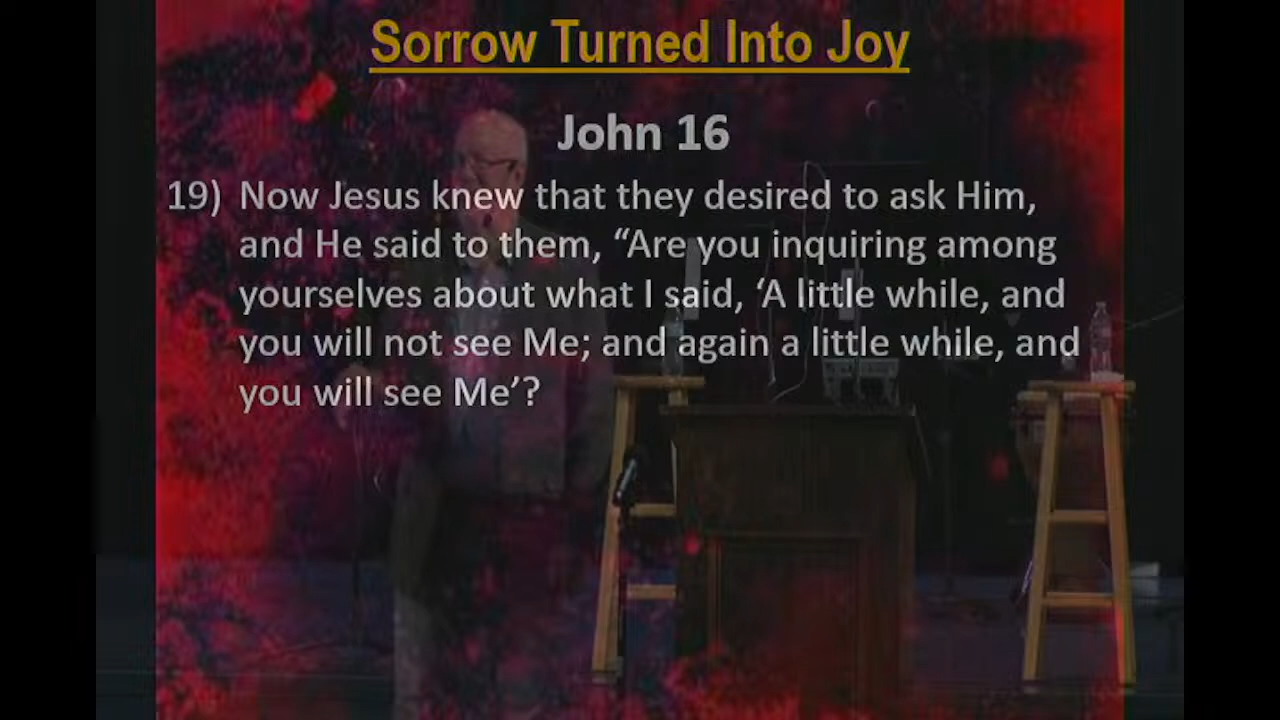 Sorrow Turned Into Joy
John 16
19) Now Jesus knew that they desired to ask Him,
and He said to them, “Are you inquiring among
yourselves about what I said, ‘A little while, and
you will not see Me; and again a little while, and
you will see Me’?